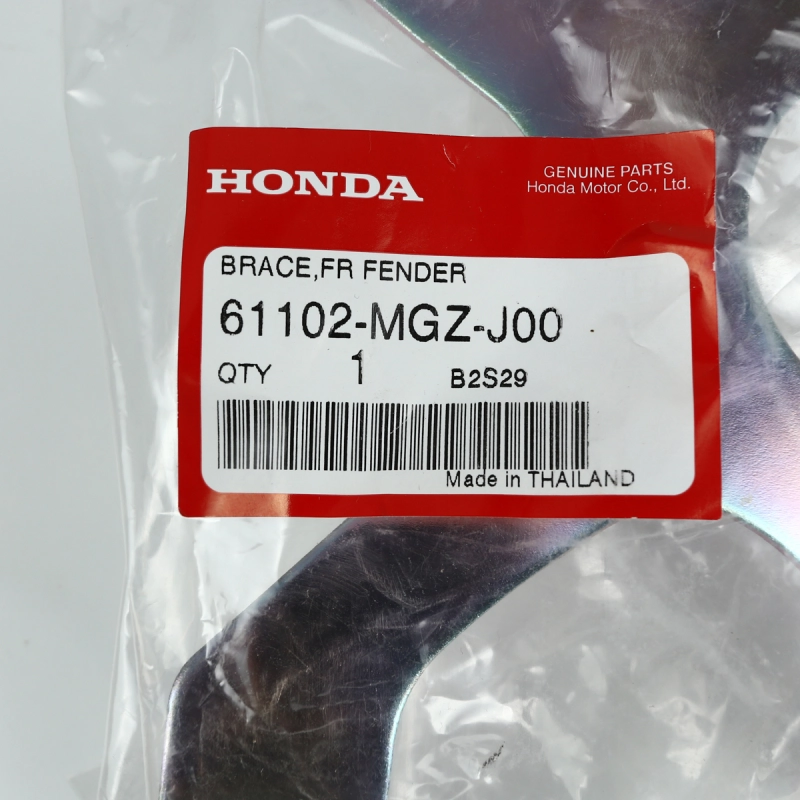 HONDA
GENUINE PARTS
Honda Motor Co., Ltd.
BRACE,FR FENDER
61102-MGZ-J00
QTY 1 B2S29
Made in THAILAND